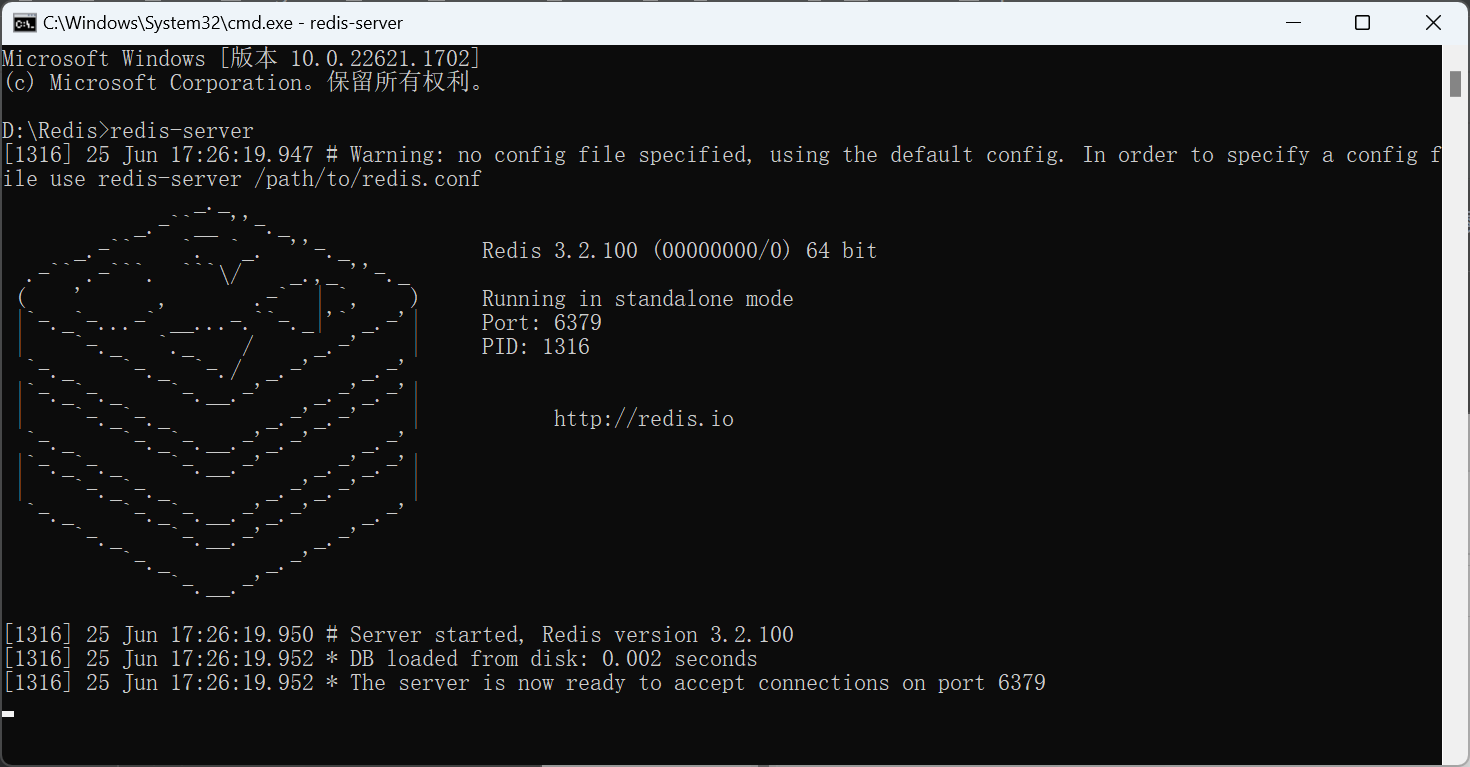 C:\Windows\System32\cmd.exe - redis-server
Microsoft Windows [版本 10.0.22621.1702]
(c) Microsoft Corporation。保留所有权利。
D:\Redis>redis-server
[1316] 25 Jun 17:26:19.947 # Warning: no config file specified, using the default config. In order to specify a config f
ile use redis-server /path/to/redis.conf
Redis 3.2.100 (00000000/0) 64 bit
Running in standalone mode
Port: 6379
PID: 1316
http://redis.io
[1316] 25 Jun 17:26:19.950 # Server started, Redis version 3.2.100
[1316] 25 Jun 17:26:19.952 * DB loaded from disk: 0.002 seconds
[1316] 25 Jun 17:26:19.952 * The server is now ready to accept connections on port 6379